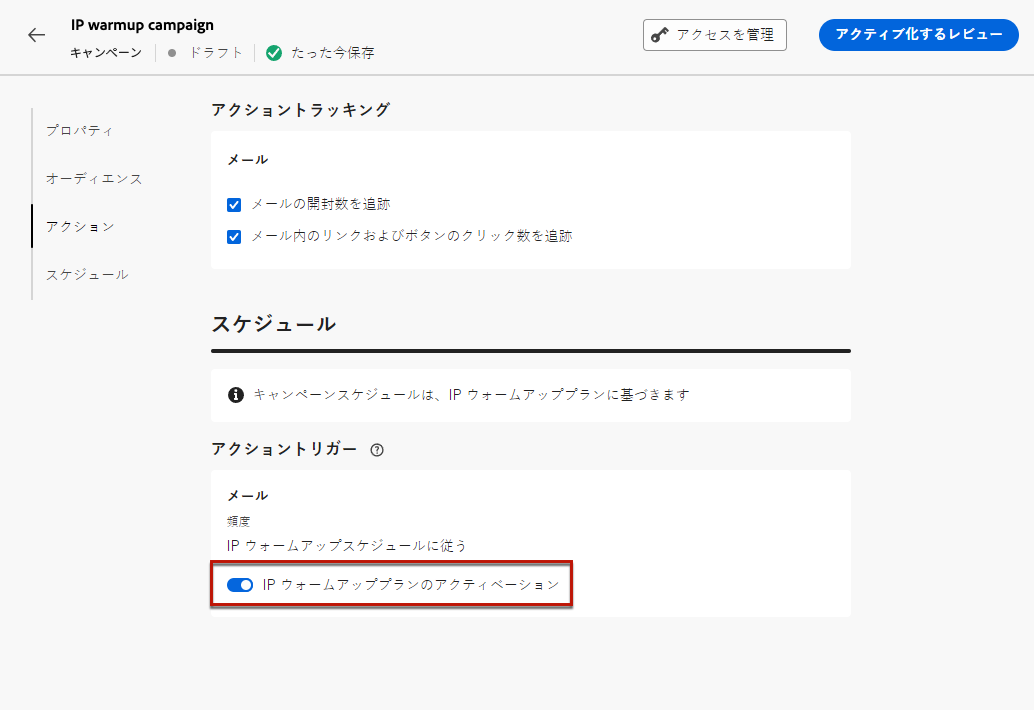 IP warmup campaign
キャンペーン ドラフト たった今保存
アクセスを管理
アクティブ化するレビュー
プロパティ
オーディエンス
アクション
スケジュール
アクショントラッキング
メール
メールの開封数を追跡
メール内のリンクおよびボタンのクリック数を追跡
スケジュール
キャンペーンスケジュールは、IP ウォームアッププランに基づきます
アクショントリガー
メール
頻度
IP ウォームアップスケジュールに従う
IP ウォームアッププランのアクティベーション